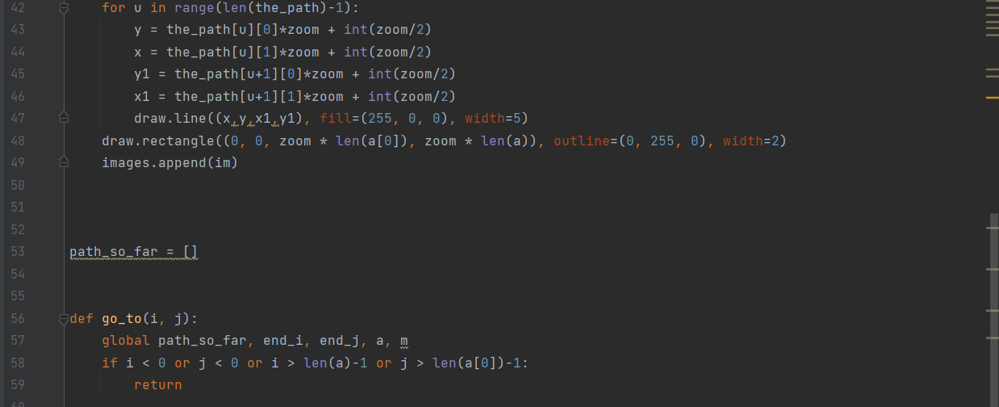 42 for u in range(len(the_path)-1):
43 y = the_path[u][0]*zoom + int(zoom/2)
44 x = the_path[u][1]*zoom + int(zoom/2)
45 y1 = the_path[u+1][0]*zoom + int(zoom/2)
46 x1 = the_path[u+1][1]*zoom + int(zoom/2)
47 draw.line((x,y,x1,y1), fill=(255, 0, 0), width=5)
48 draw.rectangle((0, 0, zoom * len(a[0]), zoom * len(a)), outline=(0, 255, 0), width=2)
49 images.append(im)
50
51
52
53 path_so_far = []
54
55
56 def go_to(i, j):
57 global path_so_far, end_i, end_j, a, m
58 if i < 0 or j < 0 or i > len(a)-1 or j > len(a[0])-1:
59 return
60